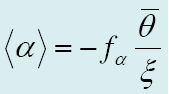 ⟨α⟩ = −f_α θ̅/ξ